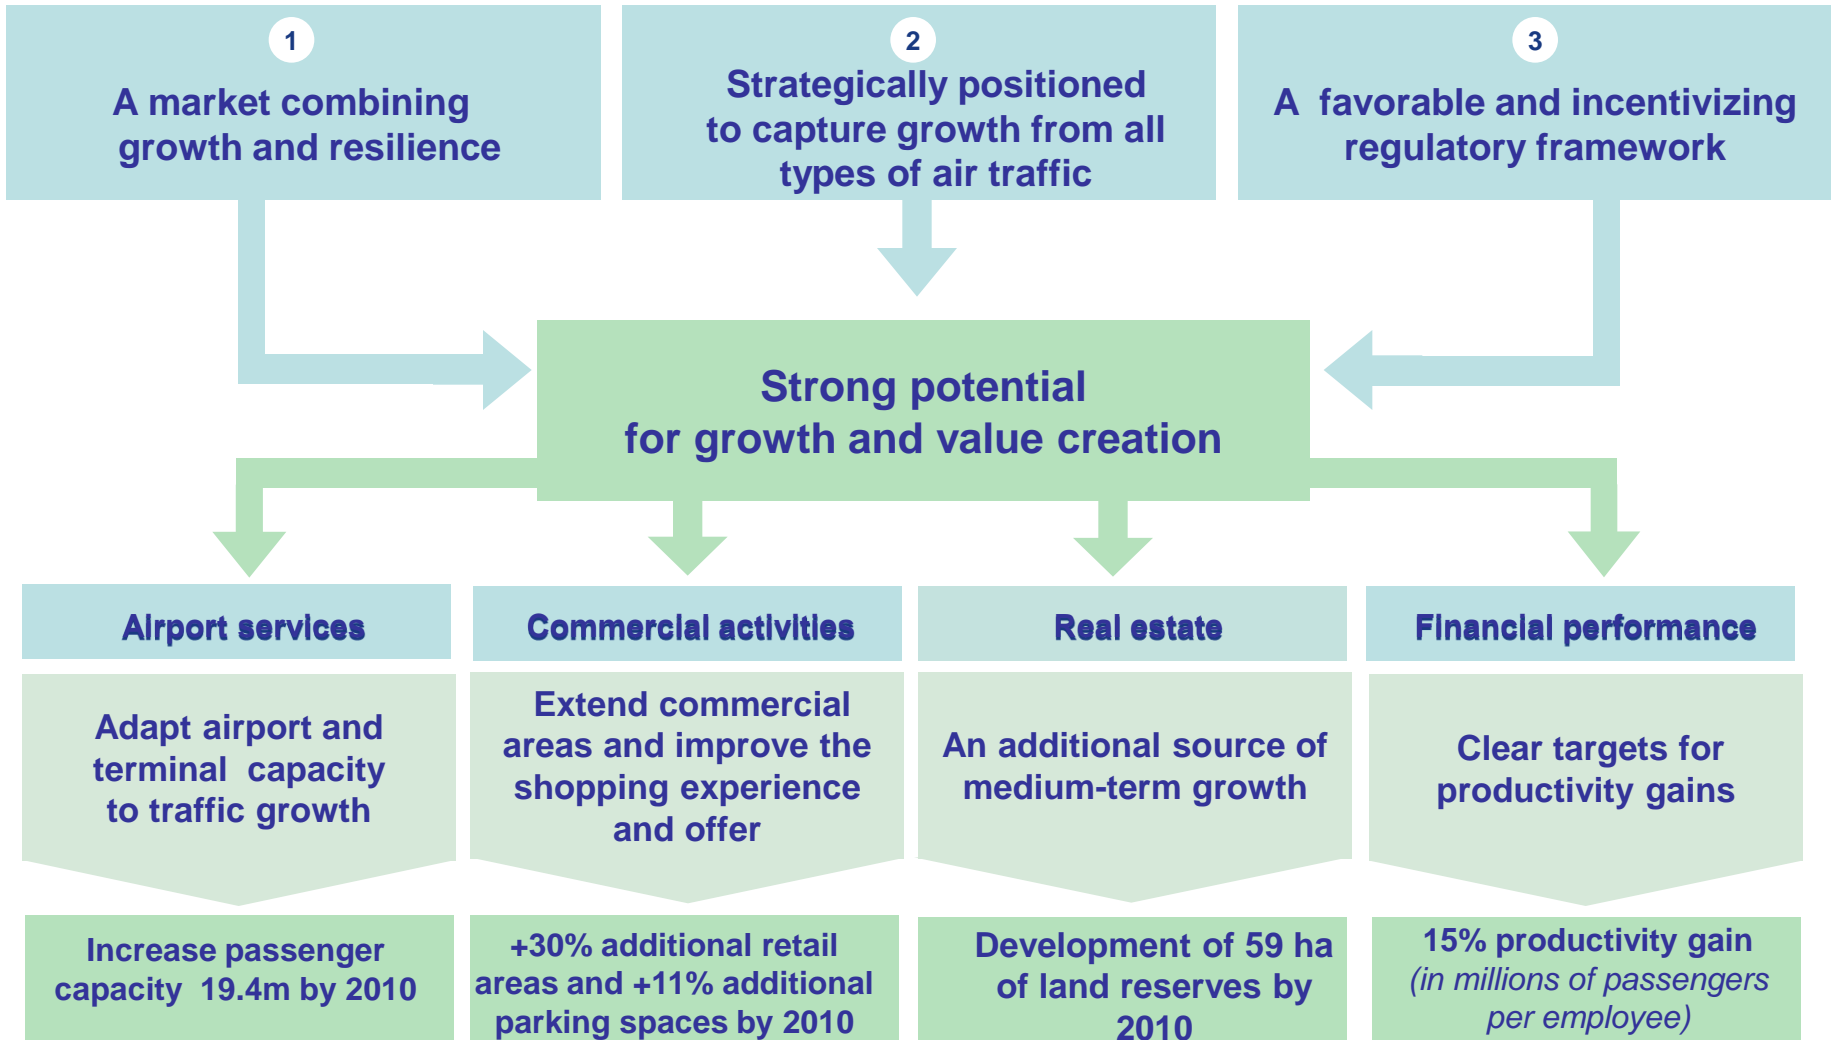 1
A market combining
growth and resilience
2
Strategically positioned
to capture growth from all
types of air traffic
3
A favorable and incentivizing
regulatory framework
Strong potential
for growth and value creation
Airport services
Adapt airport and
terminal capacity
to traffic growth
Increase passenger
capacity 19.4m by 2010
Commercial activities
Extend commercial
areas and improve the
shopping experience
and offer
+30% additional retail
areas and +11% additional
parking spaces by 2010
Real estate
An additional source of
medium-term growth
Development of 59 ha
of land reserves by
2010
Financial performance
Clear targets for
productivity gains
15% productivity gain
(in millions of passengers
per employee)